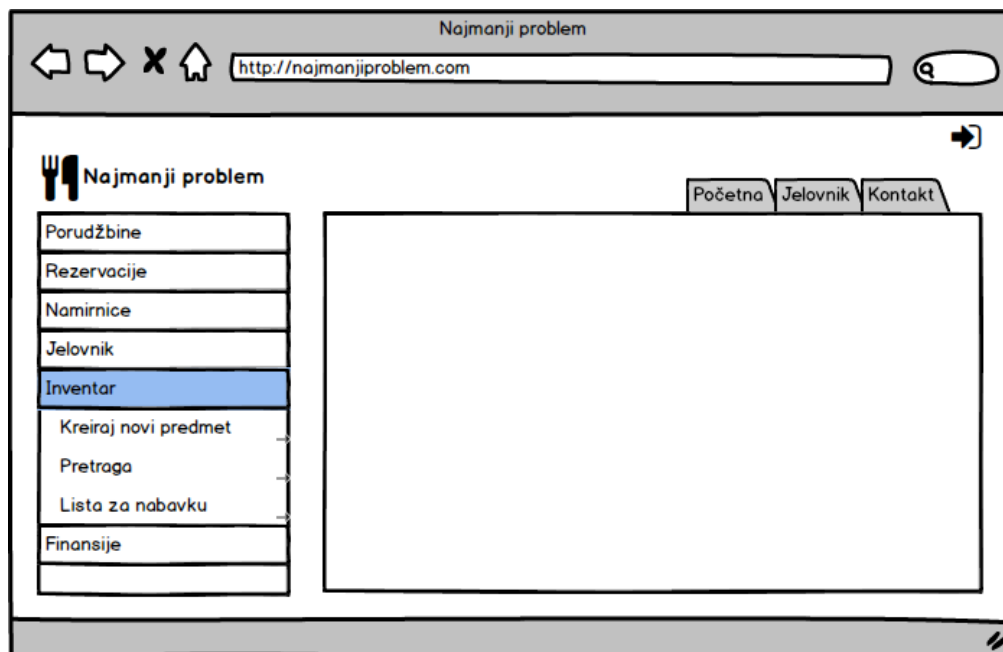 Najmanji problem
http://najmanjiproblem.com
Najmanji problem
Početna Jelovnik Kontakt
Porudžbine
Rezervacije
Namirnice
Jelovnik
Inventar
Kreiraj novi predmet
Pretraga
Lista za nabavku
Finansije